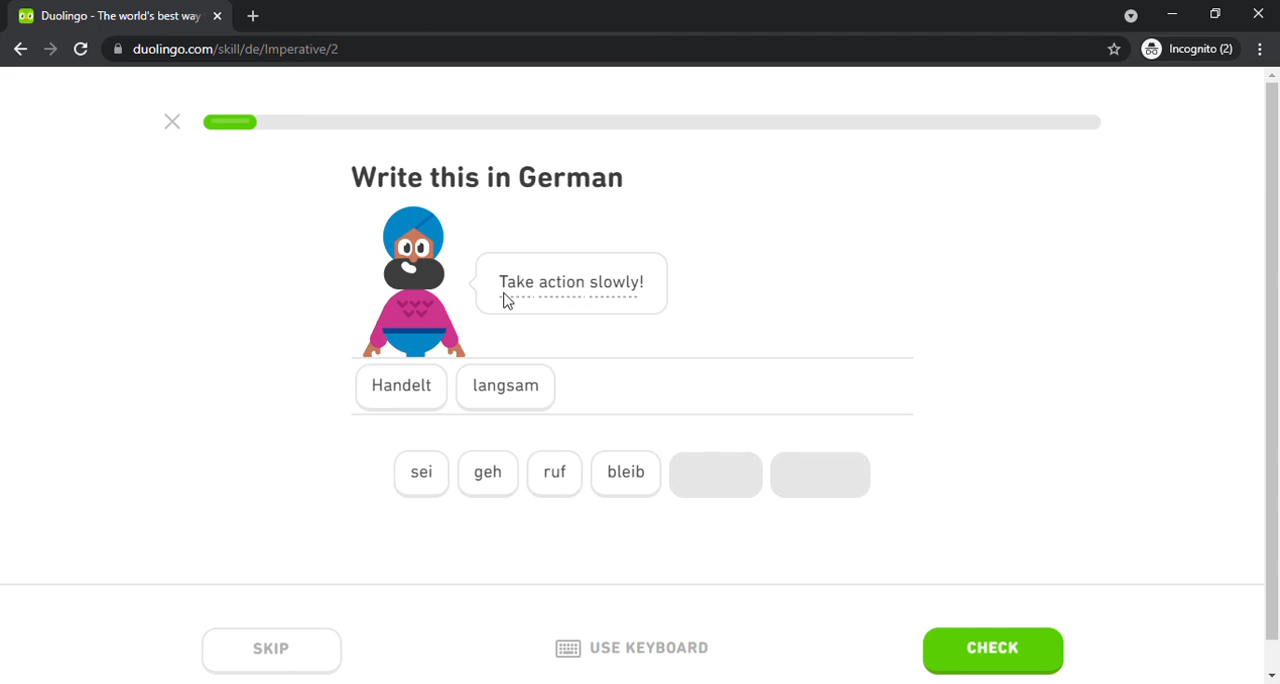 Duolingo - The world's best way
duolingo.com/skill/de/Imperative/2
Incognito (2)
Write this in German
Take action slowly!
Handelt langsam
sei geh ruf bleib
SKIP USE KEYBOARD CHECK